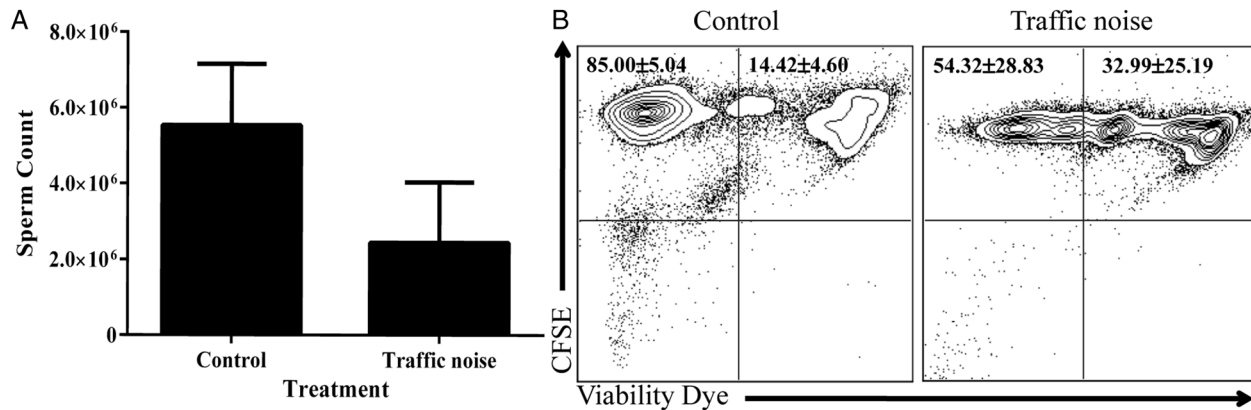 A
8.0×10⁶
6.0×10⁶
4.0×10⁶
2.0×10⁶
0
Sperm Count
Control
Traffic noise
Treatment
B
Control
Traffic noise
85.00±5.04
14.42±4.60
54.32±28.83
32.99±25.19
CFSE
Viability Dye